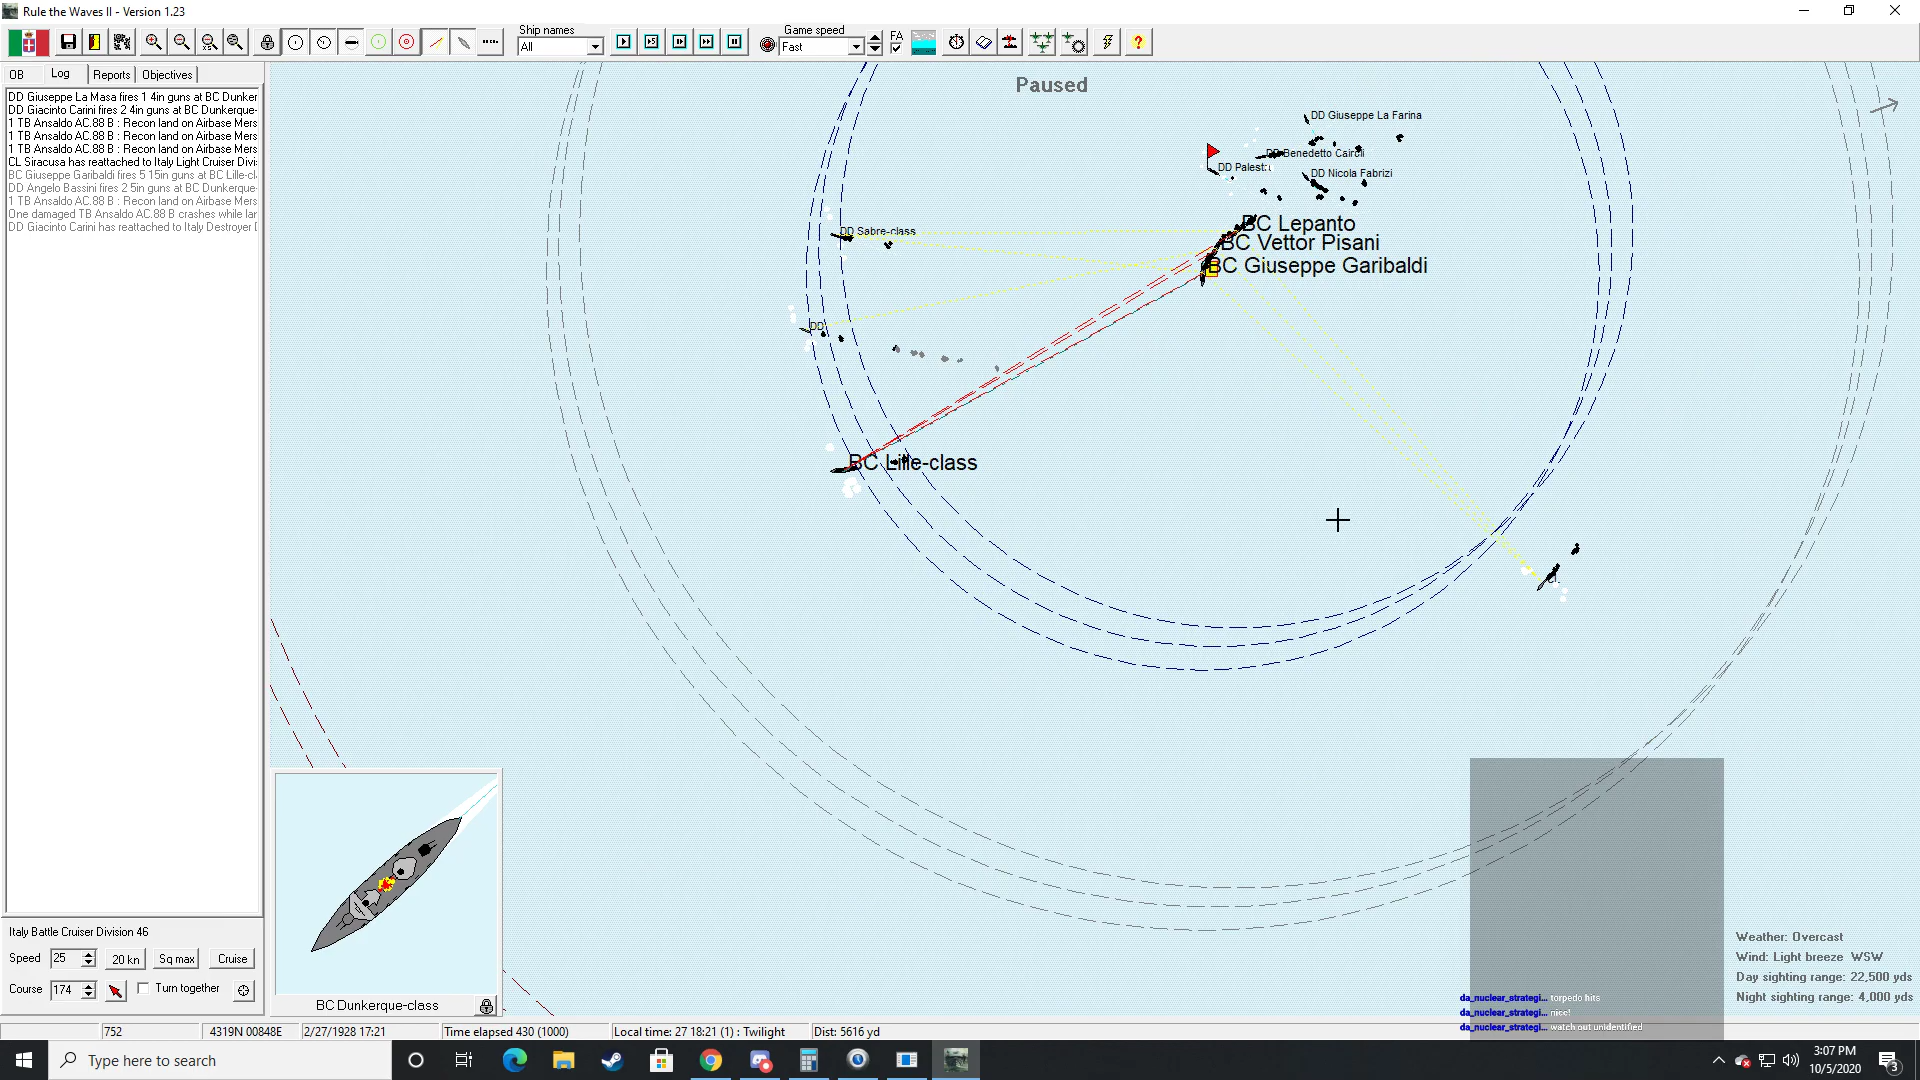 Rule the Waves II - Version 1.23
Ship names
All
Game speed
Fast
FA
OB
Log
Reports
Objectives
DD Giuseppe La Masa fires 1 4in guns at BC Dunker
DD Giacinto Carini fires 2 4in guns at BC Dunkerque-
1 TB Ansaldo AC.88 B : Recon land on Airbase Mers
1 TB Ansaldo AC.88 B : Recon land on Airbase Mers
1 TB Ansaldo AC.88 B : Recon land on Airbase Mers
CL Siracusa has reattached to Italy Light Cruiser Divi
BC Giuseppe Garibaldi fires 5 15in guns at BC Lille-cl
DD Angelo Bassini fires 2 5in guns at BC Dunkerque-
1 TB Ansaldo AC.88 B : Recon land on Airbase Mers
One damaged TB Ansaldo AC.88 B crashes while lar
DD Giacinto Carini has reattached to Italy Destroyer
Paused
DD Giuseppe La Farina
DD Benedetto Cairoli
DD Palestr
DD Nicola Fabrizi
BC Lepanto
BC Vettor Pisani
BC Giuseppe Garibaldi
DD Sabre-class
DD
BC Lille-class
CL
Italy Battle Cruiser Division 46
Speed 25 20 kn Sq max Cruise
Course 174 Turn together
BC Dunkerque-class
Weather: Overcast
Wind: Light breeze WSW
Day sighting range: 22,500 yds
Night sighting range: 4,000 yds
da_nuclear_strategi... torpedo hits
da_nuclear_strategi... nice!
da_nuclear_strategi... watch out unidentified
752
4319N 00848E
2/27/1928 17:21
Time elapsed 430 (1000)
Local time: 27 18:21 (1) : Twilight
Dist: 5616 yd
Type here to search
3:07 PM
10/5/2020
3